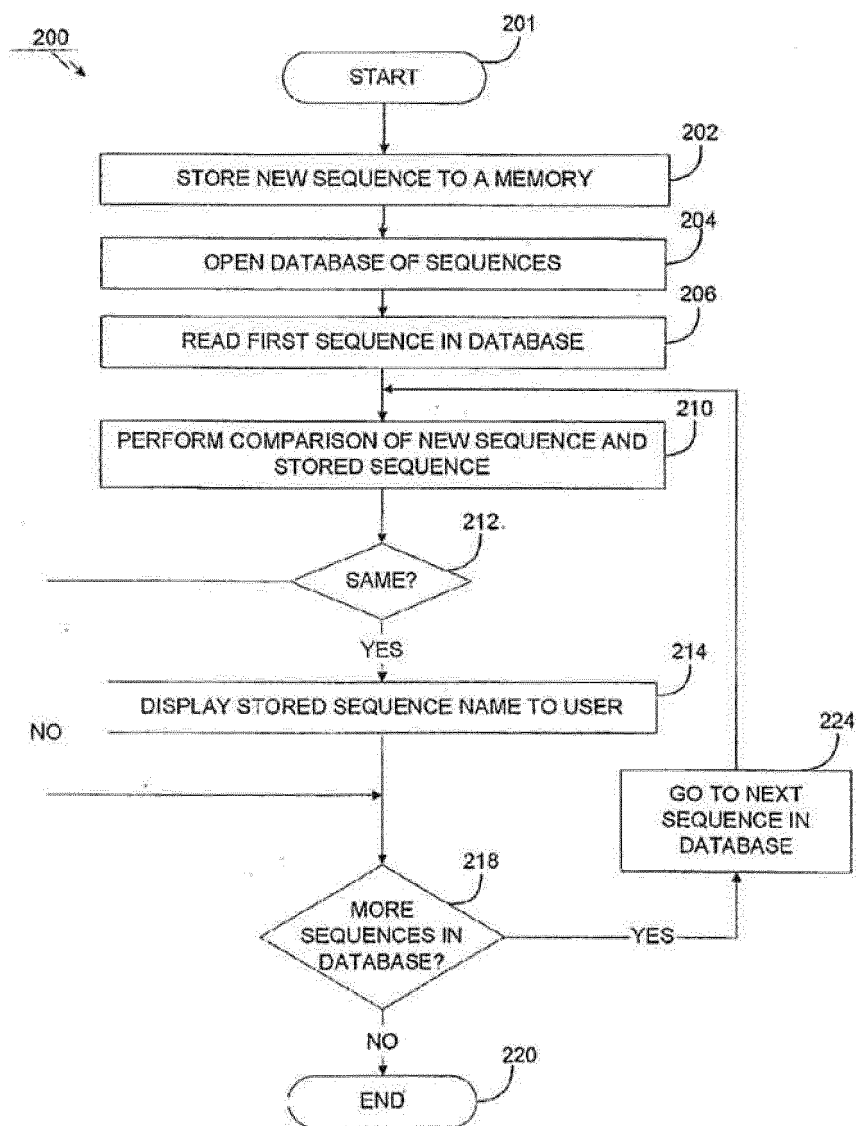 200
201
START
202
STORE NEW SEQUENCE TO A MEMORY
204
OPEN DATABASE OF SEQUENCES
206
READ FIRST SEQUENCE IN DATABASE
210
PERFORM COMPARISON OF NEW SEQUENCE AND
STORED SEQUENCE
212
SAME?
YES
214
DISPLAY STORED SEQUENCE NAME TO USER
NO
224
GO TO NEXT
SEQUENCE IN
DATABASE
218
MORE
SEQUENCES IN
DATABASE?
YES
NO
220
END